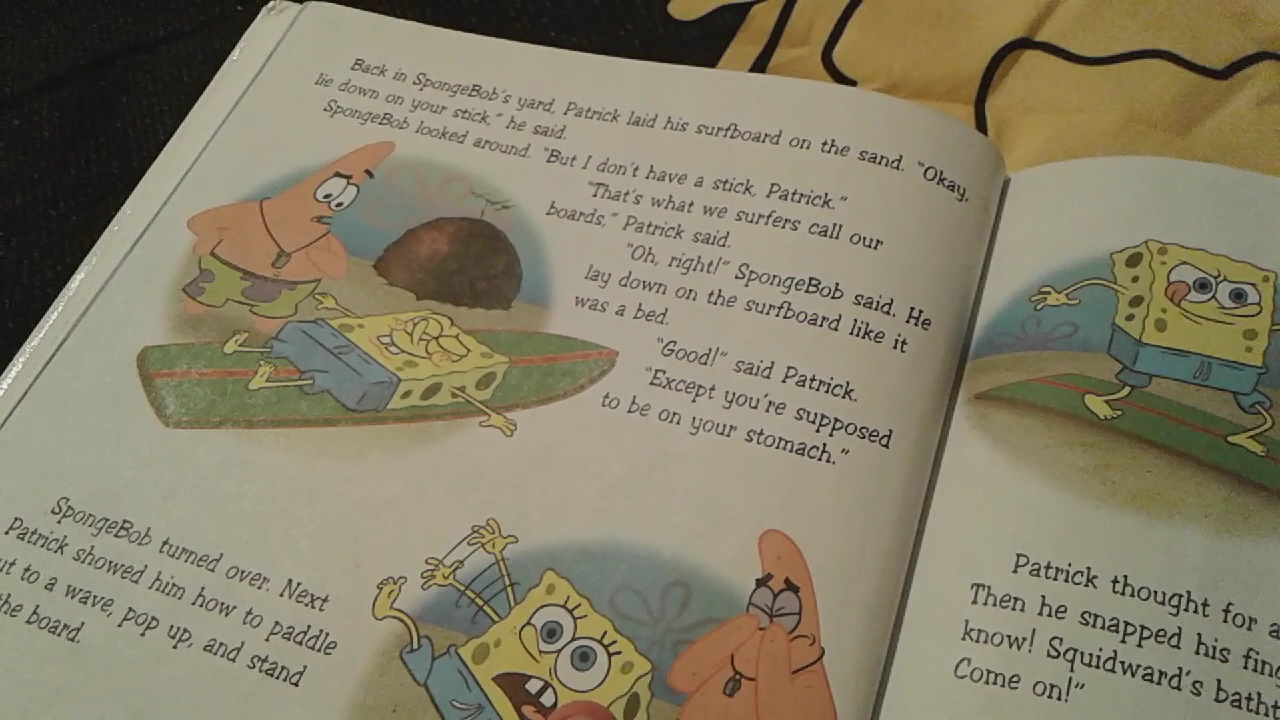 Back in SpongeBob's yard, Patrick laid his surfboard on the sand. "Okay,
lie down on your stick," he said.
SpongeBob looked around. "But I don't have a stick, Patrick."
"That's what we surfers call our
boards," Patrick said.
"Oh, right!" SpongeBob said. He
lay down on the surfboard like it
was a bed.
"Good!" said Patrick.
"Except you're supposed
to be on your stomach."
SpongeBob turned over. Next
Patrick showed him how to paddle
to a wave, pop up, and stand
the board.
Patrick thought for a
Then he snapped his
know! Squidward's
Come on!"